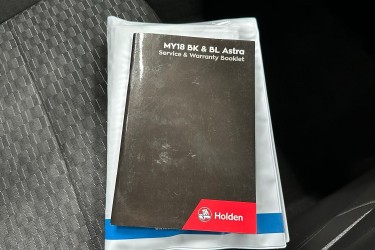 MY18 BK & BL Astra
Service & Warranty Booklet
Holden